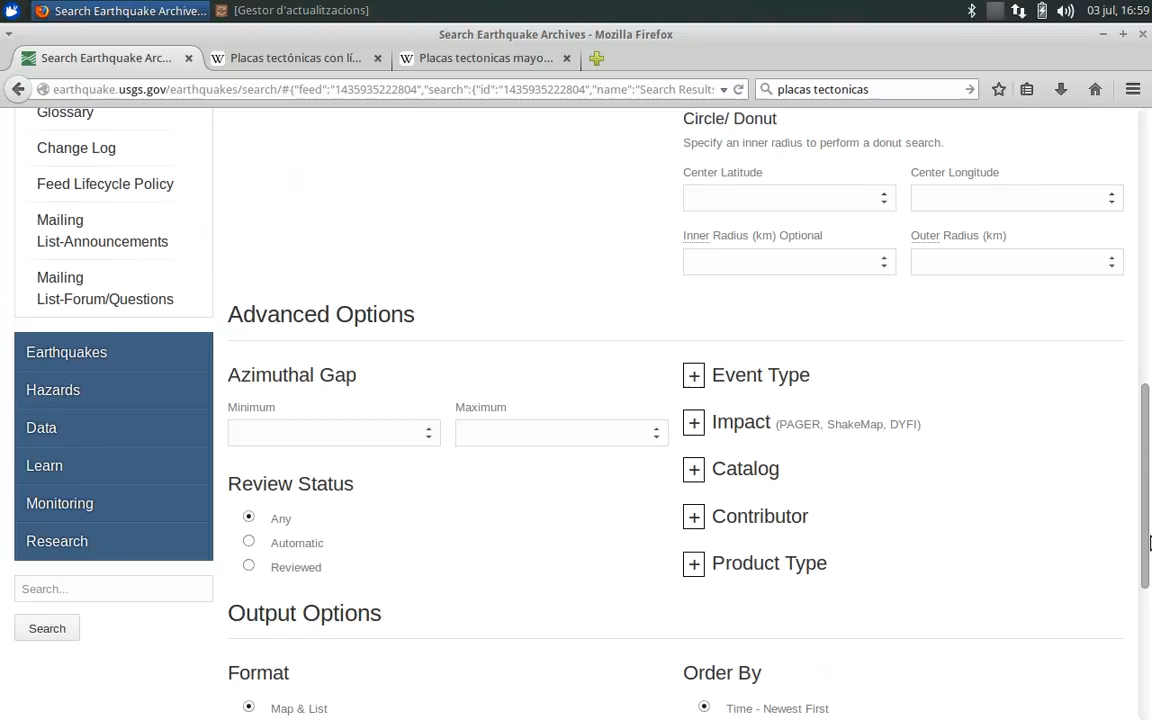 Search Earthquake Archive...
[Gestor d'actualitzacions]
03 jul, 16:59
Search Earthquake Archives - Mozilla Firefox
Search Earthquake Arc...
Placas tectónicas con lí...
Placas tectonicas mayo...
earthquake.usgs.gov/earthquakes/search/#{"feed":"1435935222804","search":{"id":"1435935222804","name":"Search Results
placas tectonicas
Glossary
Change Log
Feed Lifecycle Policy
Mailing
List-Announcements
Mailing
List-Forum/Questions
Earthquakes
Hazards
Data
Learn
Monitoring
Research
Search...
Search
Circle/ Donut
Specify an inner radius to perform a donut search.
Center Latitude
Center Longitude
Inner Radius (km) Optional
Outer Radius (km)
Advanced Options
Azimuthal Gap
Minimum
Maximum
Review Status
Any
Automatic
Reviewed
+ Event Type
+ Impact (PAGER, ShakeMap, DYFI)
+ Catalog
+ Contributor
+ Product Type
Output Options
Format
Map & List
Order By
Time - Newest First